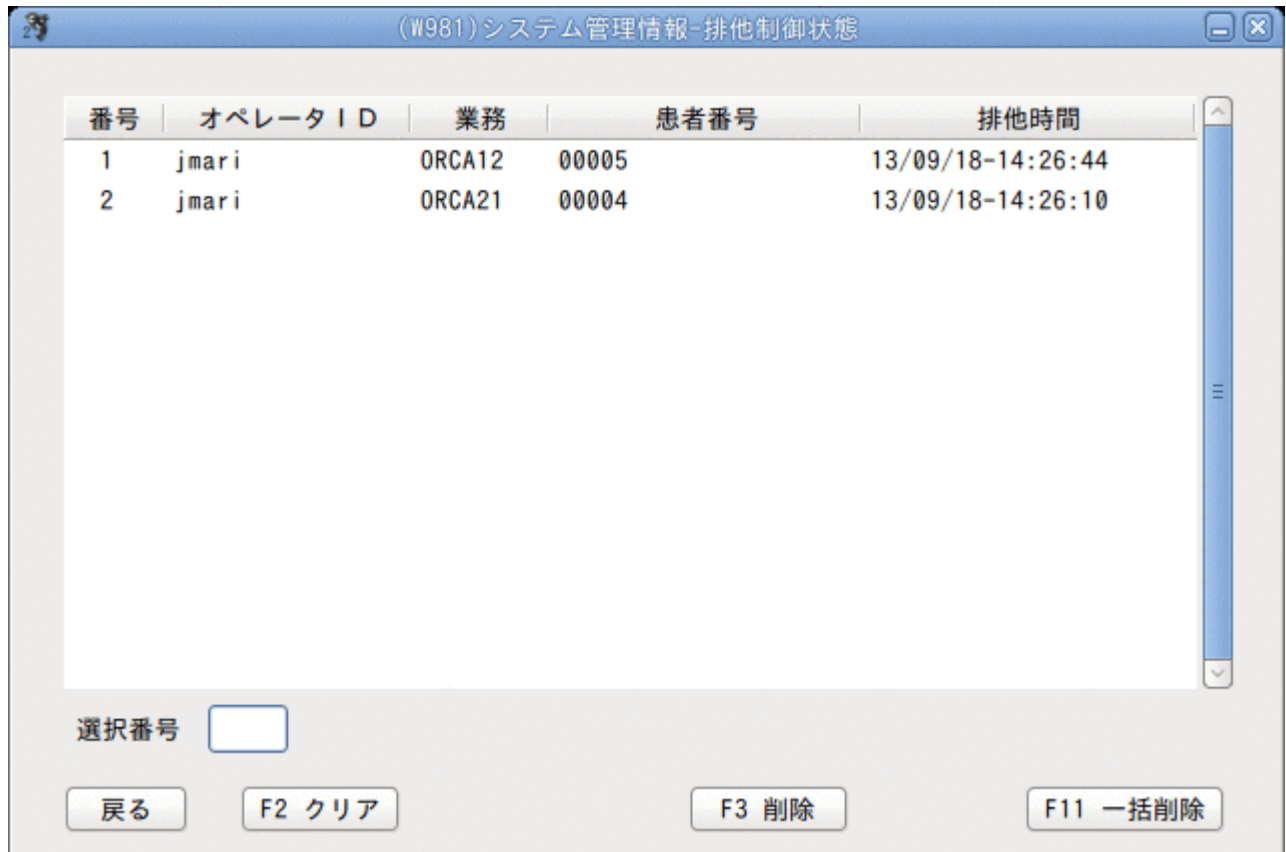 (W981)システム管理情報-排他制御状態
番号 オペレータID 業務 患者番号 排他時間
1 jmari ORCA12 00005 13/09/18-14:26:44
2 jmari ORCA21 00004 13/09/18-14:26:10
選択番号
戻る F2 クリア F3 削除 F11 一括削除